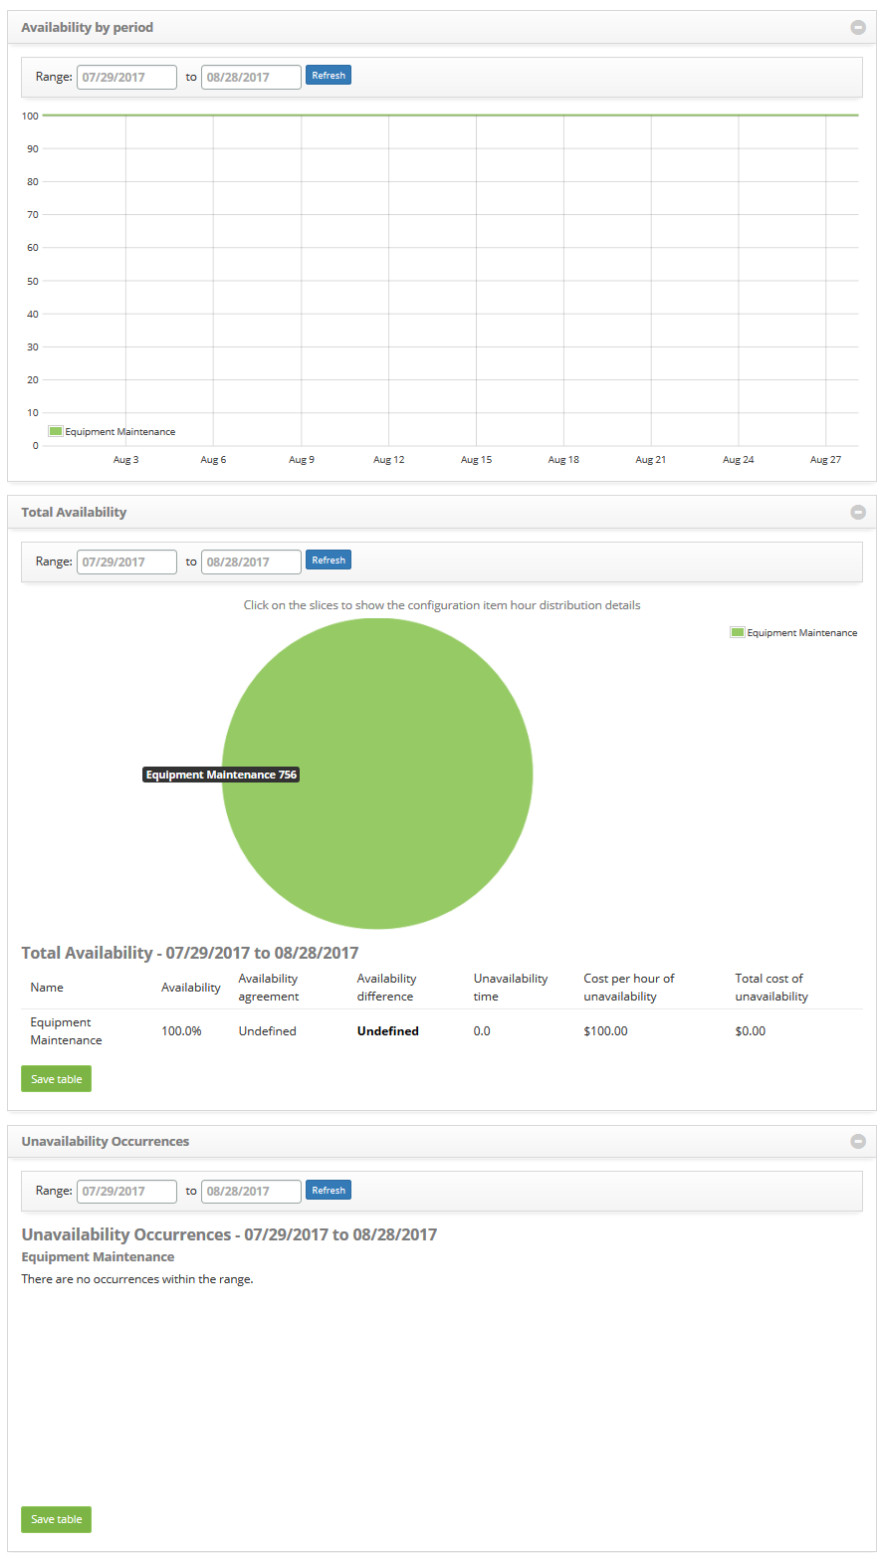 Availability by period
Range: 07/29/2017 to 08/28/2017 Refresh
100
90
80
70
60
50
40
30
20
10
Equipment Maintenance
0
Aug 3 Aug 6 Aug 9 Aug 12 Aug 15 Aug 18 Aug 21 Aug 24 Aug 27
Total Availability
Range: 07/29/2017 to 08/28/2017 Refresh
Click on the slices to show the configuration item hour distribution details
Equipment Maintenance
Equipment Maintenance 756
Total Availability - 07/29/2017 to 08/28/2017
Name Availability Availability agreement Availability difference Unavailability time Cost per hour of unavailability Total cost of unavailability
Equipment Maintenance 100.0% Undefined Undefined 0.0 $100.00 $0.00
Save table
Unavailability Occurrences
Range: 07/29/2017 to 08/28/2017 Refresh
Unavailability Occurrences - 07/29/2017 to 08/28/2017
Equipment Maintenance
There are no occurrences within the range.
Save table